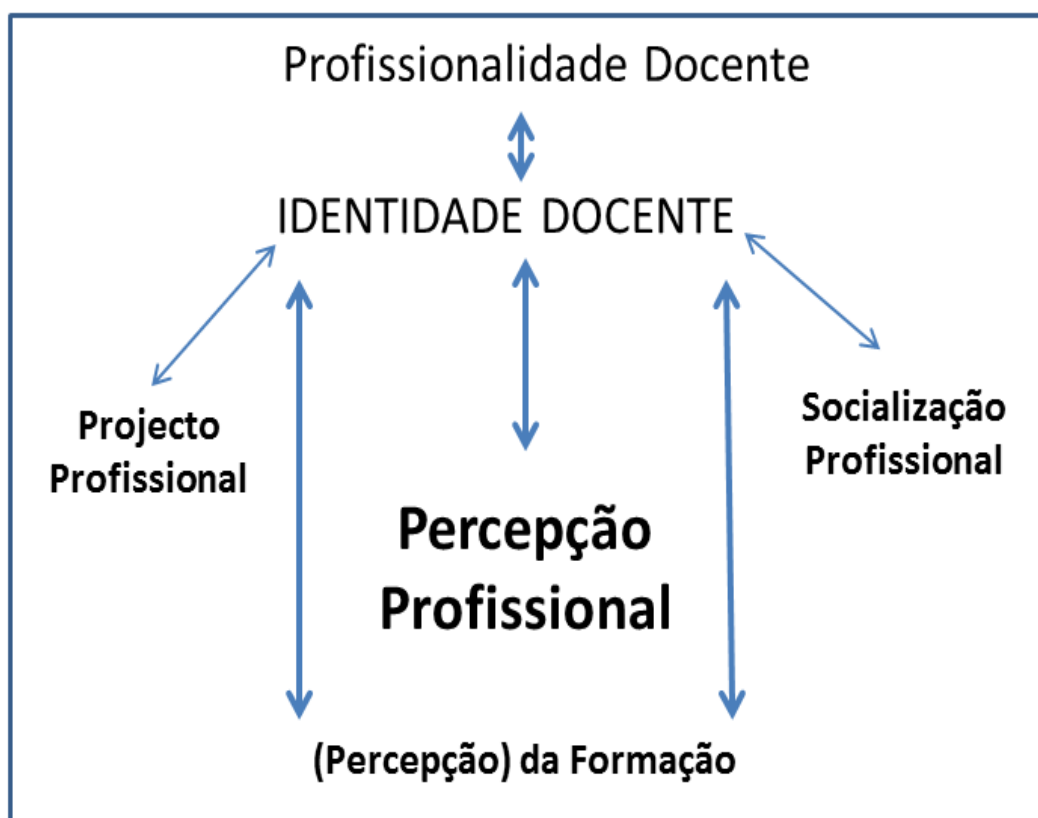 Profissionalidade Docente
IDENTIDADE DOCENTE
Projecto
Profissional
Socialização
Profissional
Percepção
Profissional
(Percepção) da Formação